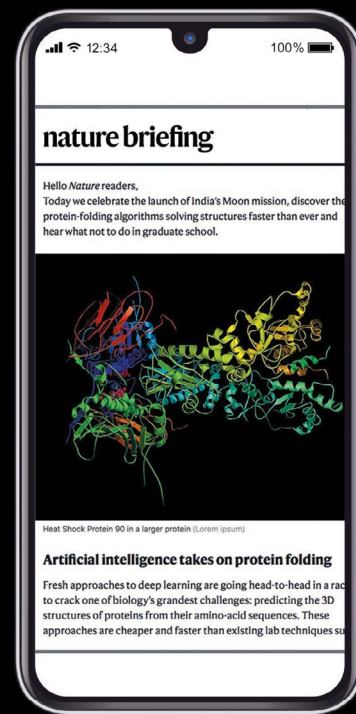 12:34
100%
nature briefing
Hello Nature readers,
Today we celebrate the launch of India's Moon mission, discover the
protein-folding algorithms solving structures faster than ever and
hear what not to do in graduate school.
Heat Shock Protein 90 in a larger protein (Lorem ipsum)
Artificial intelligence takes on protein folding
Fresh approaches to deep learning are going head-to-head in a
to crack one of biology's grandest challenges: predicting the 3D
structures of proteins from their amino-acid sequences. These
approaches are cheaper and faster than existing lab techniques